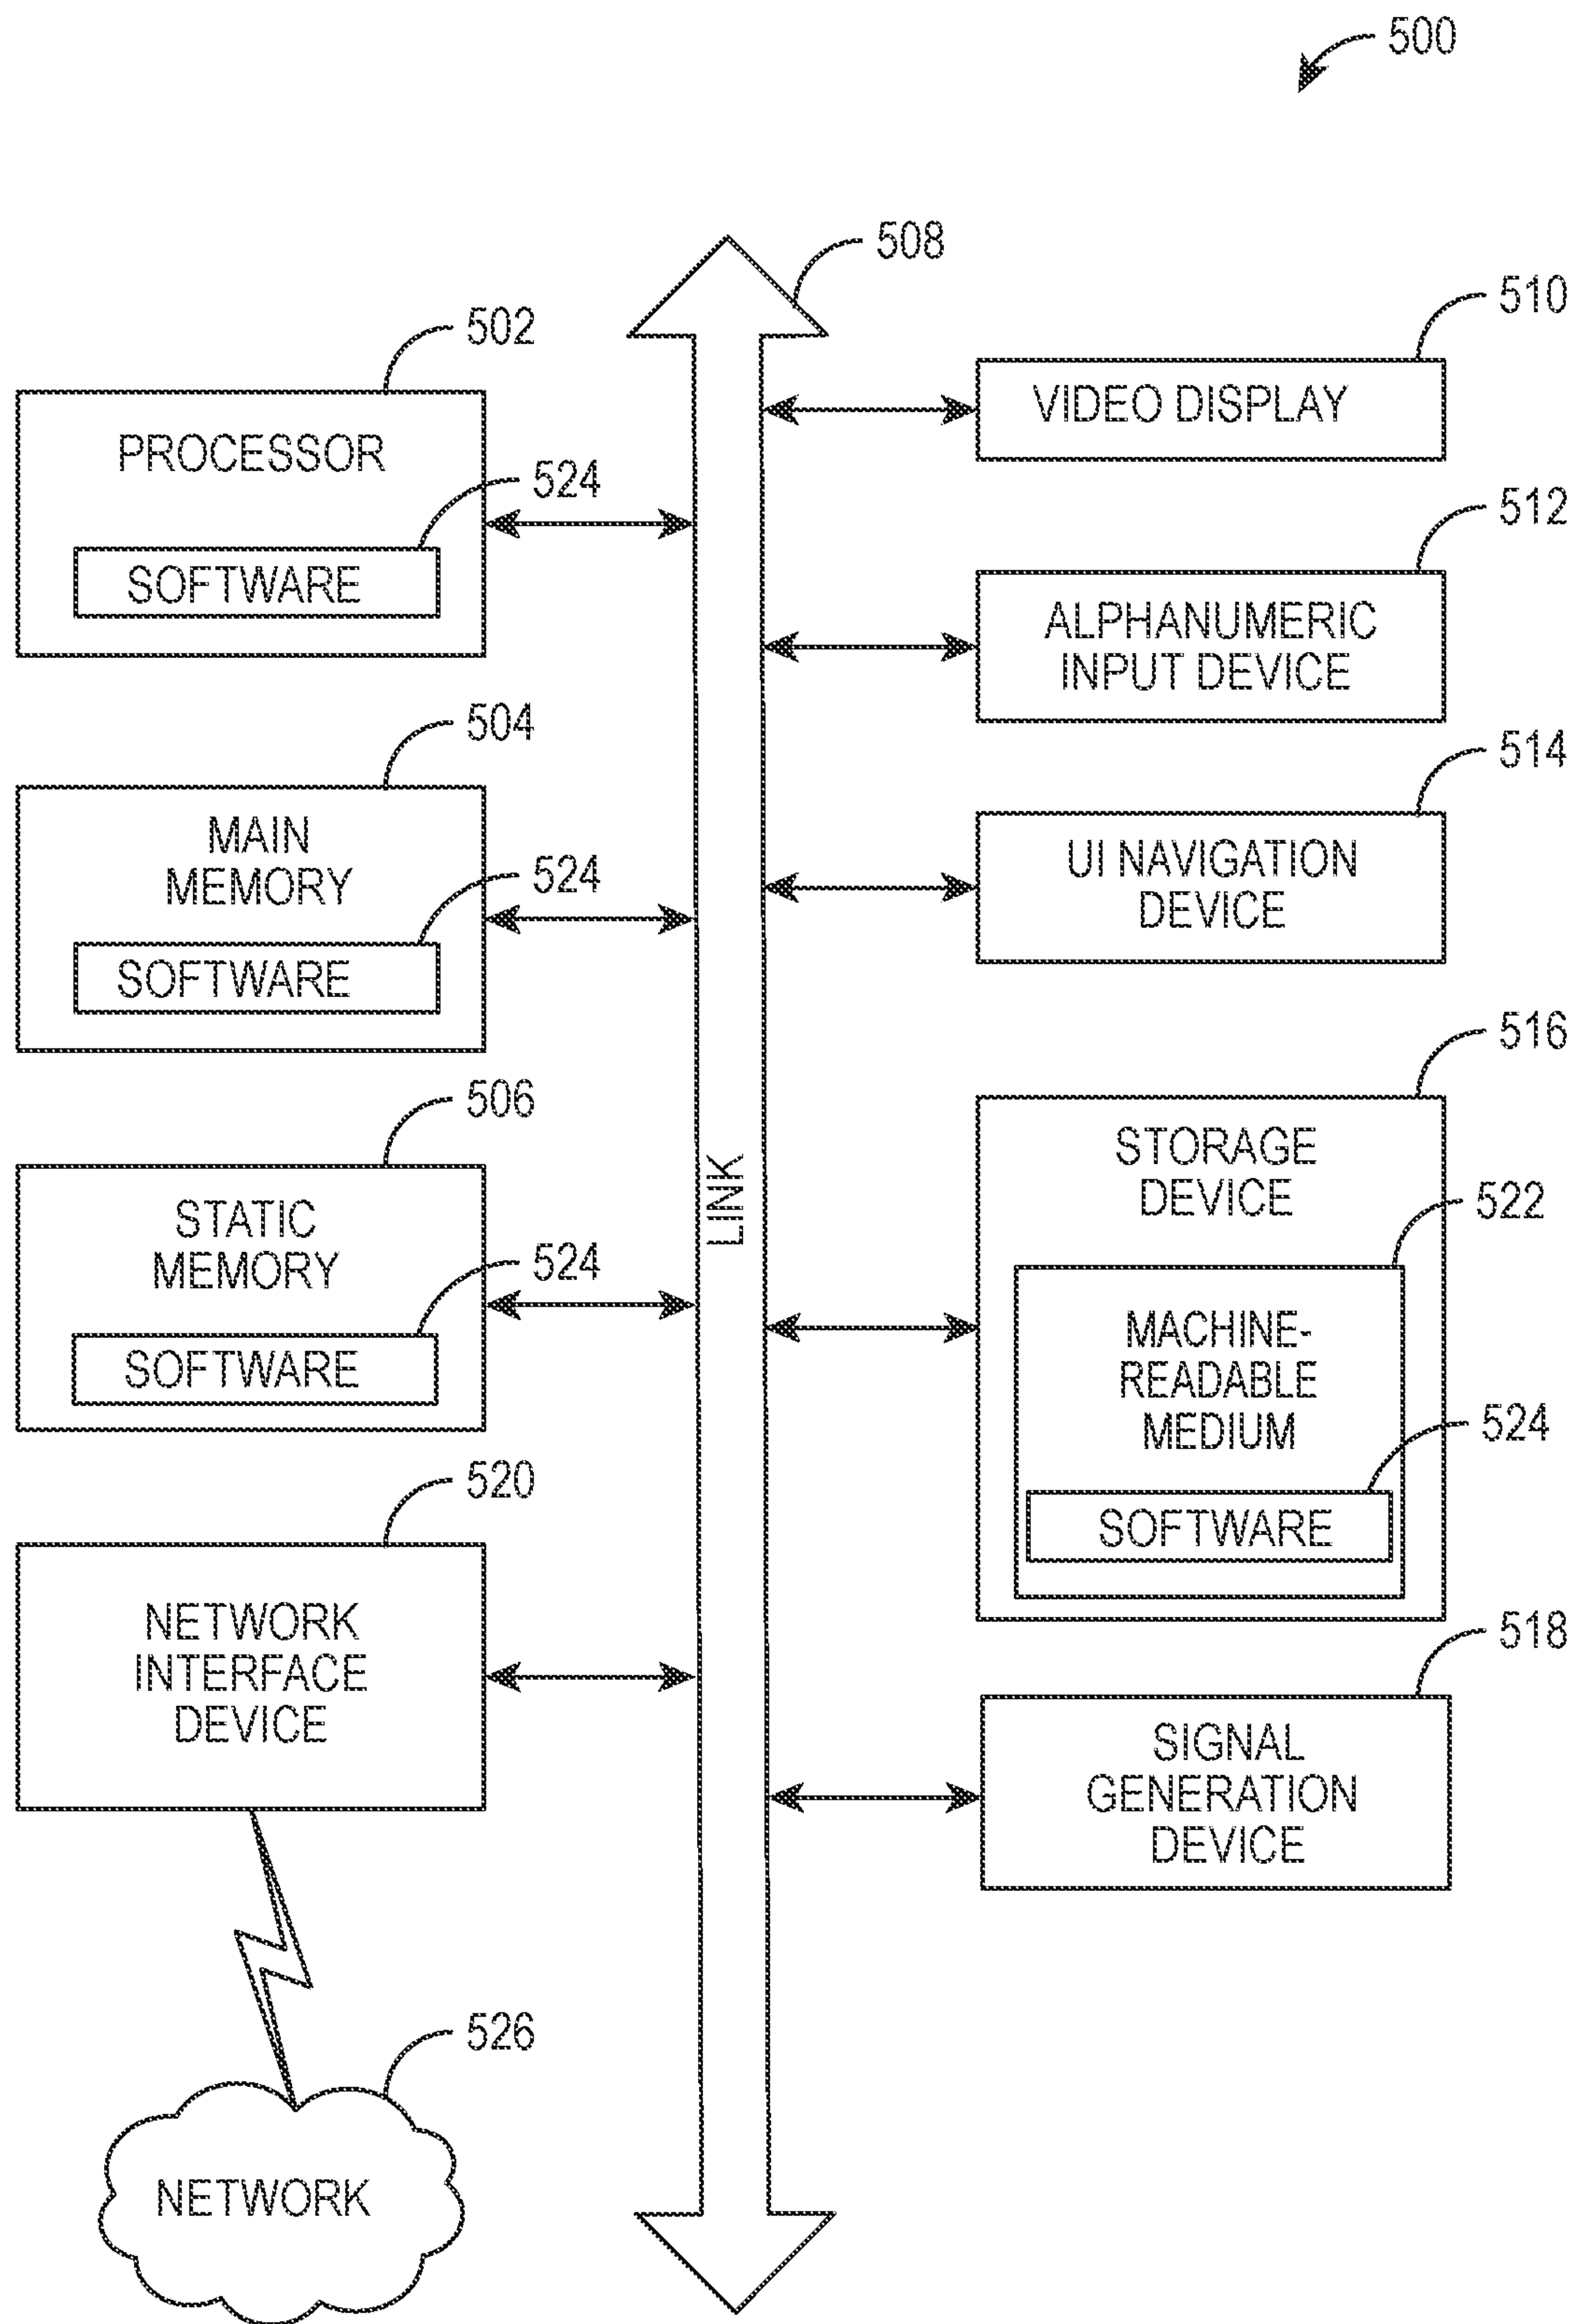 500
508
502
PROCESSOR
524
SOFTWARE
504
MAIN
MEMORY
524
SOFTWARE
506
STATIC
MEMORY
524
SOFTWARE
520
NETWORK
INTERFACE
DEVICE
526
NETWORK
LINK
510
VIDEO DISPLAY
512
ALPHANUMERIC
INPUT DEVICE
514
UI NAVIGATION
DEVICE
516
STORAGE
DEVICE
522
MACHINE-
READABLE
MEDIUM
524
SOFTWARE
518
SIGNAL
GENERATION
DEVICE